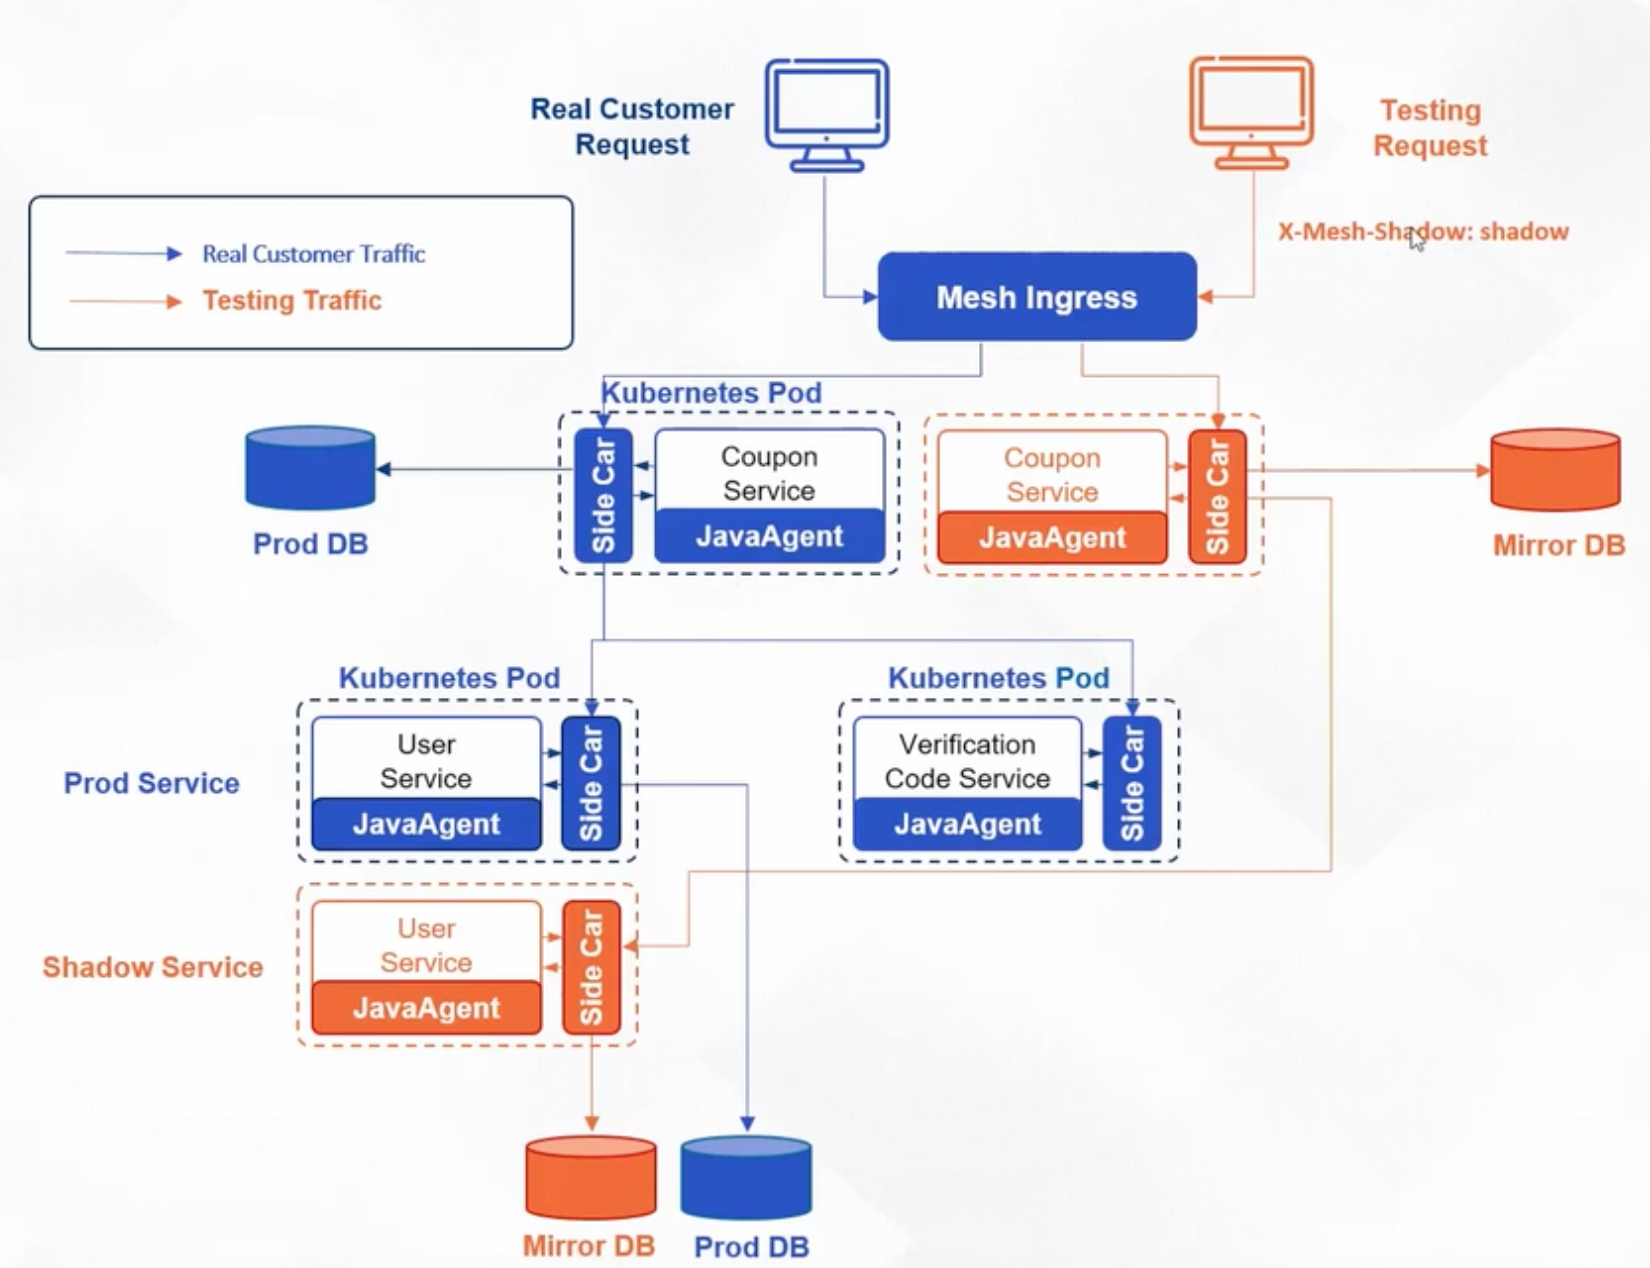 Real Customer
Request
Testing
Request
X-Mesh-Shadow: shadow
Real Customer Traffic
Testing Traffic
Mesh Ingress
Kubernetes Pod
Side Car
Coupon
Service
JavaAgent
Coupon
Service
JavaAgent
Side Car
Prod DB
Mirror DB
Kubernetes Pod
Kubernetes Pod
Prod Service
User
Service
JavaAgent
Side Car
Verification
Code Service
JavaAgent
Side Car
Shadow Service
User
Service
JavaAgent
Side Car
Mirror DB
Prod DB